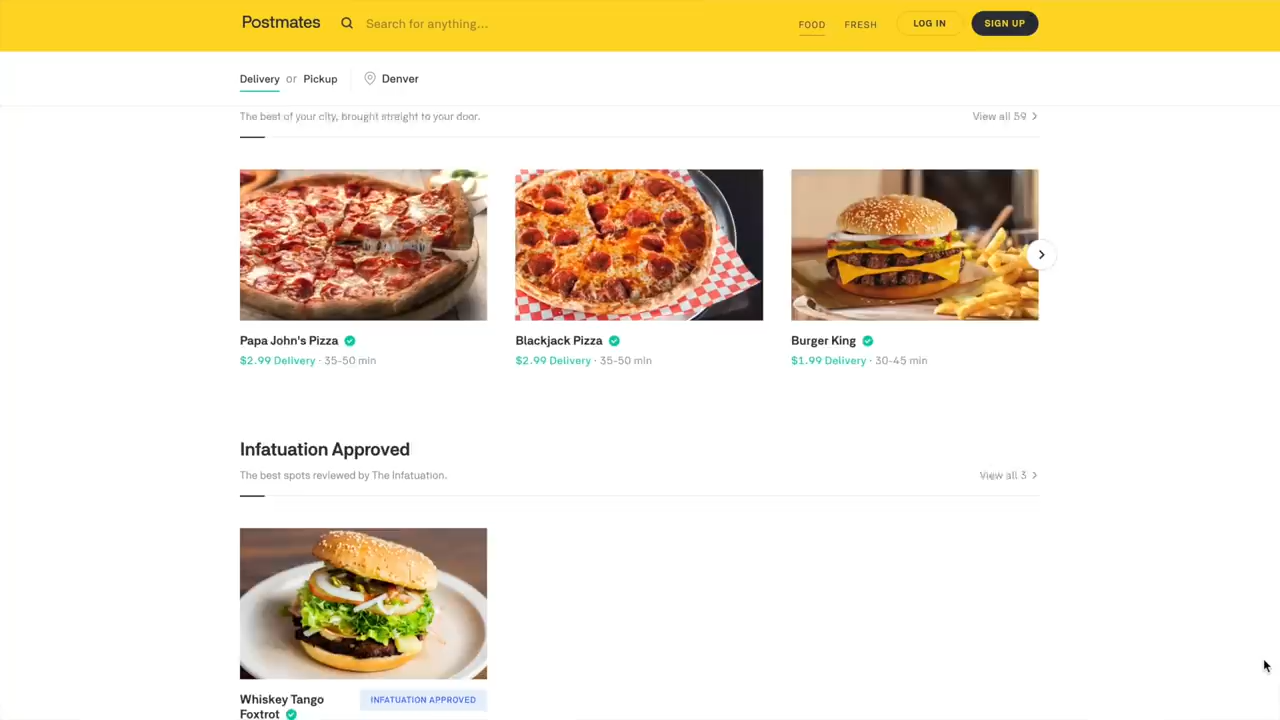 Postmates
Search for anything...
FOOD
FRESH
LOG IN
SIGN UP
Delivery or Pickup
Denver
The best of your city, brought straight to your door.
View all 59
Papa John's Pizza
$2.99 Delivery · 35-50 min
Blackjack Pizza
$2.99 Delivery · 35-50 min
Burger King
$1.99 Delivery · 30-45 min
Infatuation Approved
The best spots reviewed by The Infatuation.
View all 3
Whiskey Tango
Foxtrot
INFATUATION APPROVED